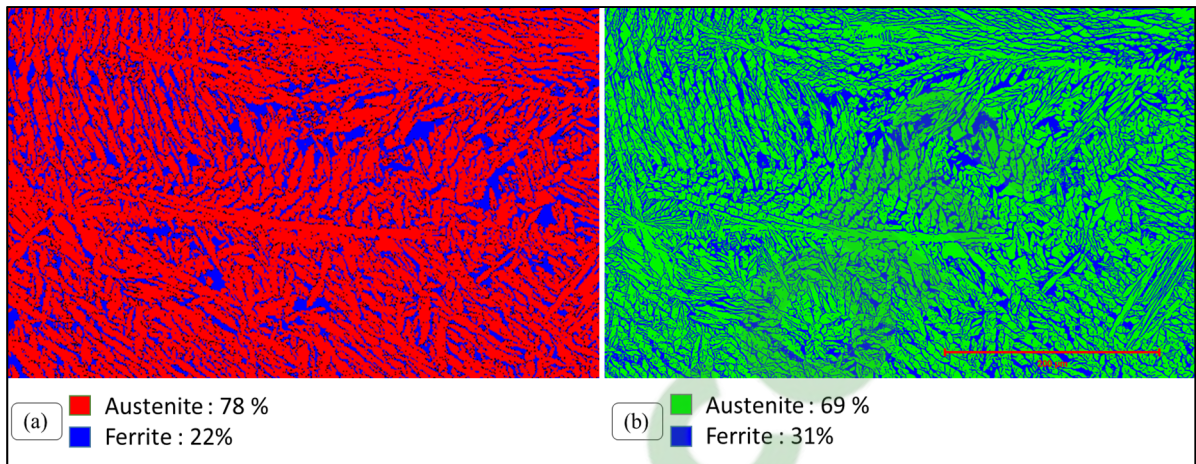 (a)
Austenite : 78 %
Ferrite : 22%
(b)
Austenite : 69 %
Ferrite : 31%